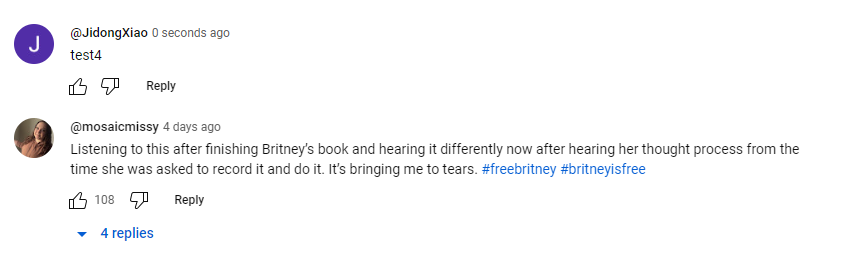 J
@JidongXiao 0 seconds ago
test4
Reply
@mosaicmissy 4 days ago
Listening to this after finishing Britney’s book and hearing it differently now after hearing her thought process from the
time she was asked to record it and do it. It’s bringing me to tears. #freebritney #britneyisfree
108 Reply
4 replies